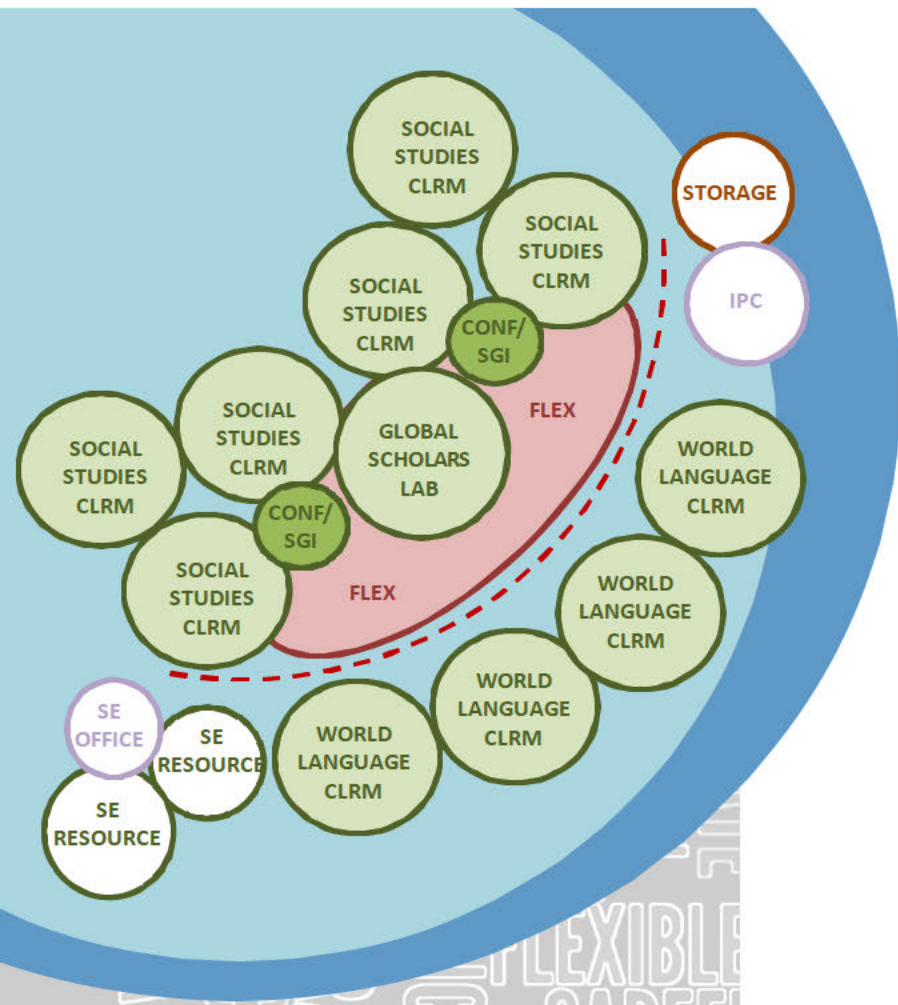 SOCIAL
STUDIES
CLRM
SOCIAL
STUDIES
CLRM
STORAGE
IPC
SOCIAL
STUDIES
CLRM
CONF/
SGI
FLEX
SOCIAL
STUDIES
CLRM
GLOBAL
SCHOLARS
LAB
SOCIAL
STUDIES
CLRM
WORLD
LANGUAGE
CLRM
CONF/
SGI
SOCIAL
STUDIES
CLRM
FLEX
WORLD
LANGUAGE
CLRM
WORLD
LANGUAGE
CLRM
SE
OFFICE
SE
RESOURCE
WORLD
LANGUAGE
CLRM
SE
RESOURCE
FLEXIBLE